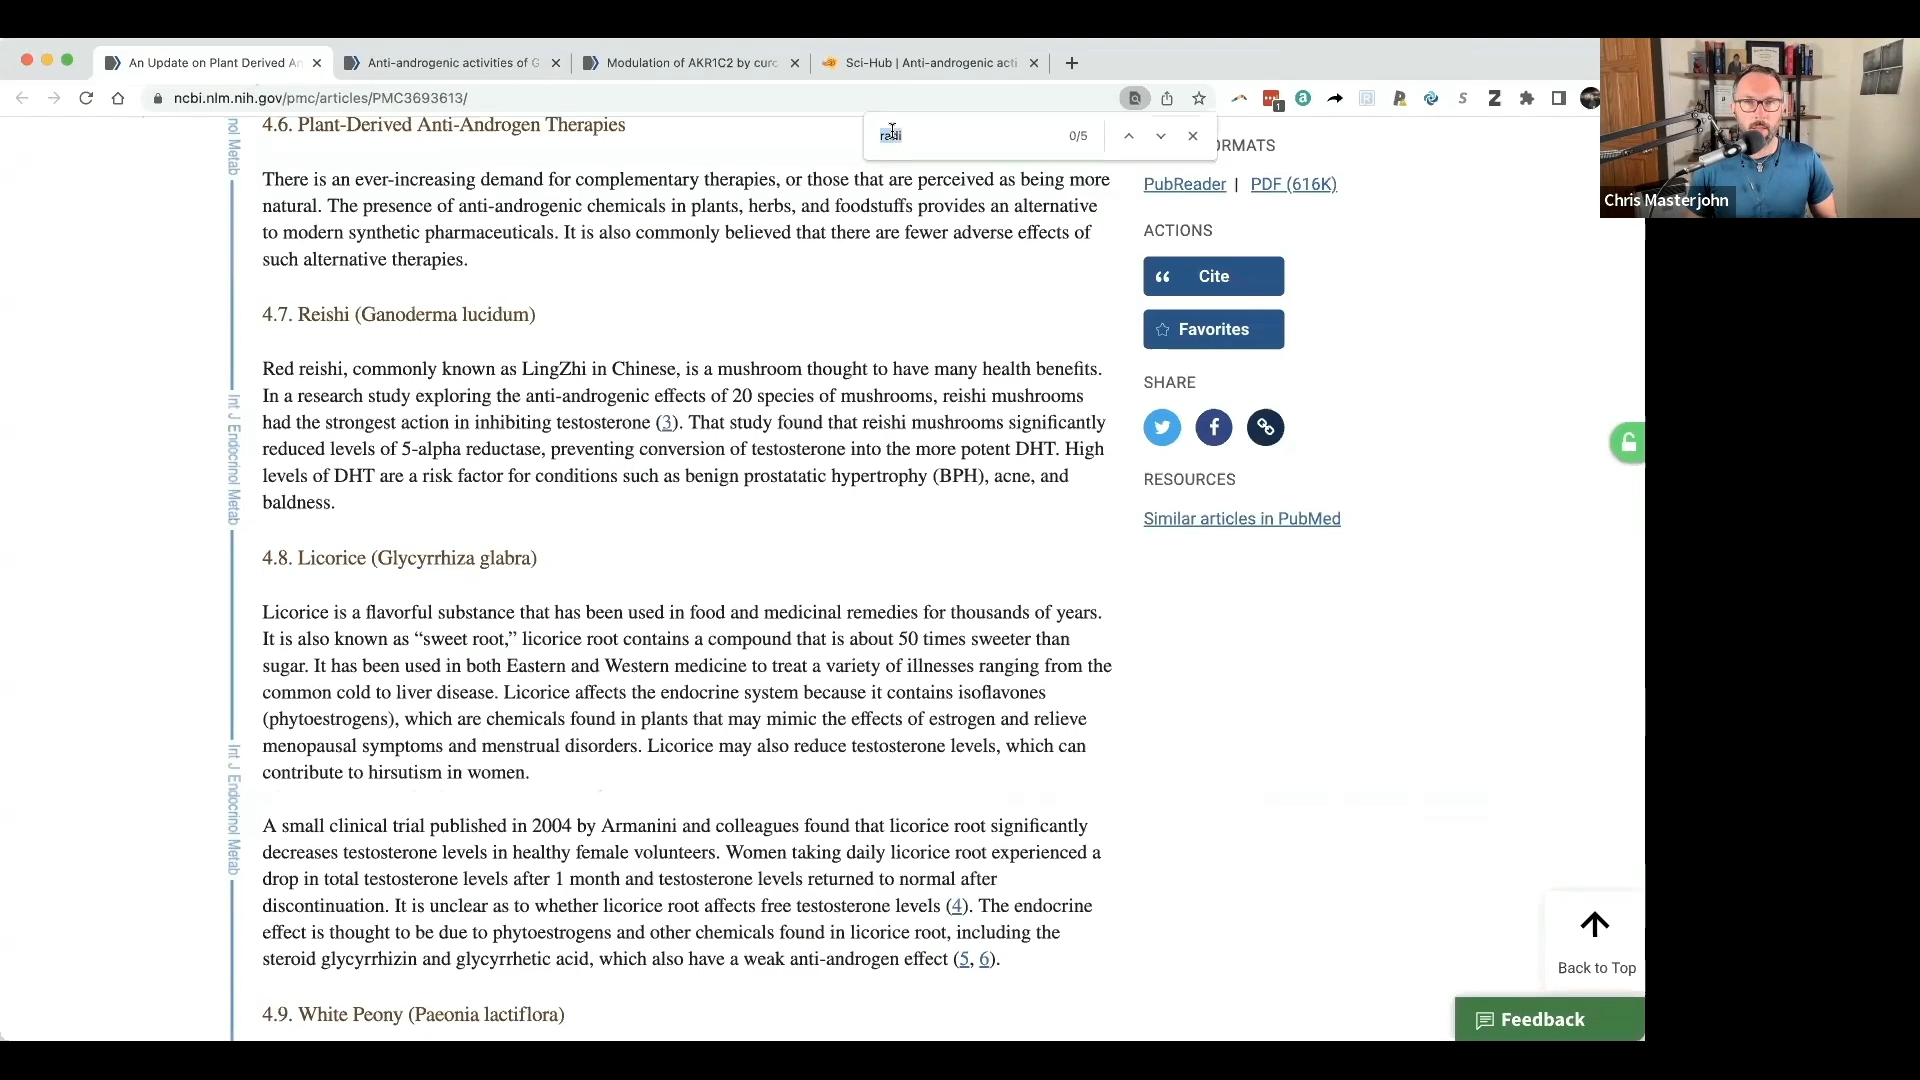 An Update on Plant Derived An
Anti-androgenic activities of G
Modulation of AKR1C2 by curc
Sci-Hub | Anti-androgenic acti
ncbi.nlm.nih.gov/pmc/articles/PMC3693613/
radi
0/5
Chris Masterjohn
4.6. Plant-Derived Anti-Androgen Therapies
There is an ever-increasing demand for complementary therapies, or those that are perceived as being more
natural. The presence of anti-androgenic chemicals in plants, herbs, and foodstuffs provides an alternative
to modern synthetic pharmaceuticals. It is also commonly believed that there are fewer adverse effects of
such alternative therapies.
4.7. Reishi (Ganoderma lucidum)
Red reishi, commonly known as LingZhi in Chinese, is a mushroom thought to have many health benefits.
In a research study exploring the anti-androgenic effects of 20 species of mushrooms, reishi mushrooms
had the strongest action in inhibiting testosterone (3). That study found that reishi mushrooms significantly
reduced levels of 5-alpha reductase, preventing conversion of testosterone into the more potent DHT. High
levels of DHT are a risk factor for conditions such as benign prostatatic hypertrophy (BPH), acne, and
baldness.
4.8. Licorice (Glycyrrhiza glabra)
Licorice is a flavorful substance that has been used in food and medicinal remedies for thousands of years.
It is also known as “sweet root,” licorice root contains a compound that is about 50 times sweeter than
sugar. It has been used in both Eastern and Western medicine to treat a variety of illnesses ranging from the
common cold to liver disease. Licorice affects the endocrine system because it contains isoflavones
(phytoestrogens), which are chemicals found in plants that may mimic the effects of estrogen and relieve
menopausal symptoms and menstrual disorders. Licorice may also reduce testosterone levels, which can
contribute to hirsutism in women.
A small clinical trial published in 2004 by Armanini and colleagues found that licorice root significantly
decreases testosterone levels in healthy female volunteers. Women taking daily licorice root experienced a
drop in total testosterone levels after 1 month and testosterone levels returned to normal after
discontinuation. It is unclear as to whether licorice root affects free testosterone levels (4). The endocrine
effect is thought to be due to phytoestrogens and other chemicals found in licorice root, including the
steroid glycyrrhizin and glycyrrhetic acid, which also have a weak anti-androgen effect (5, 6).
4.9. White Peony (Paeonia lactiflora)
nol Metab
Int J Endocrinol Metab
Int J Endocrinol Metab
ORMATS
PubReader | PDF (616K)
ACTIONS
Cite
Favorites
SHARE
RESOURCES
Similar articles in PubMed
Back to Top
Feedback